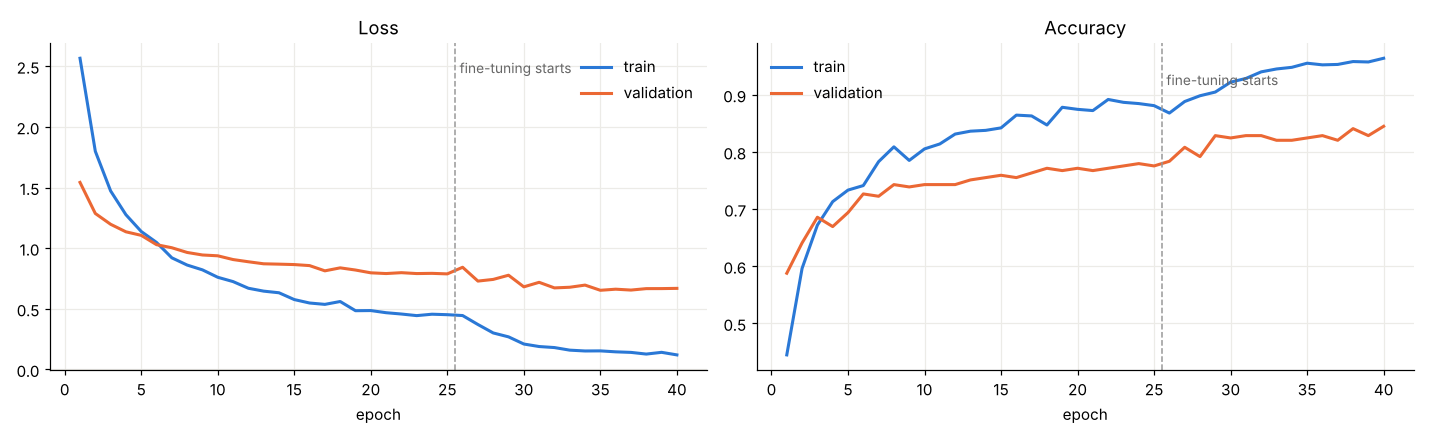 Loss
fine-tuning starts
train
validation
2.5
2.0
1.5
1.0
0.5
0.0
0 5 10 15 20 25 30 35 40
epoch
Accuracy
train
validation
fine-tuning starts
0.9
0.8
0.7
0.6
0.5
0 5 10 15 20 25 30 35 40
epoch